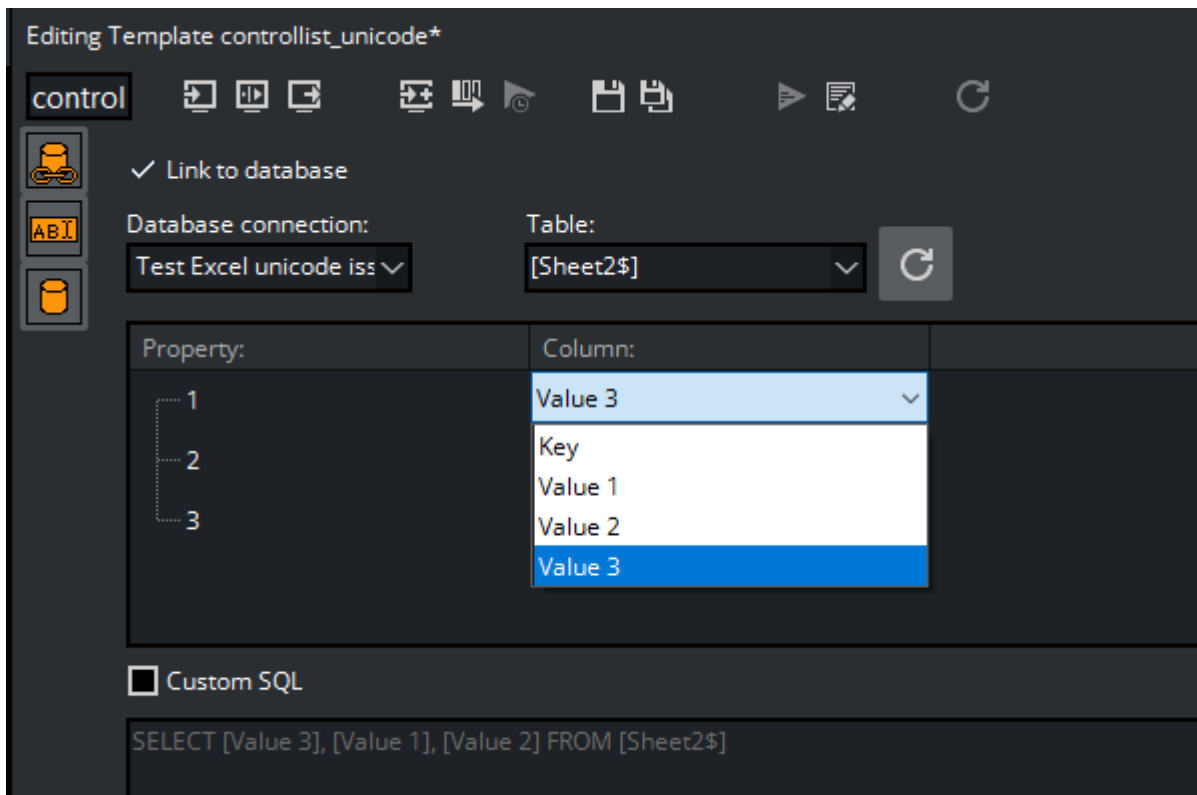 Editing Template controllist_unicode*
control
Link to database
ABI
Database connection: Table:
Test Excel unicode iss [Sheet2$]
Property: Column:
1 Value 3
Key
2 Value 1
Value 2
3 Value 3
Custom SQL
SELECT [Value 3], [Value 1], [Value 2] FROM [Sheet2$]